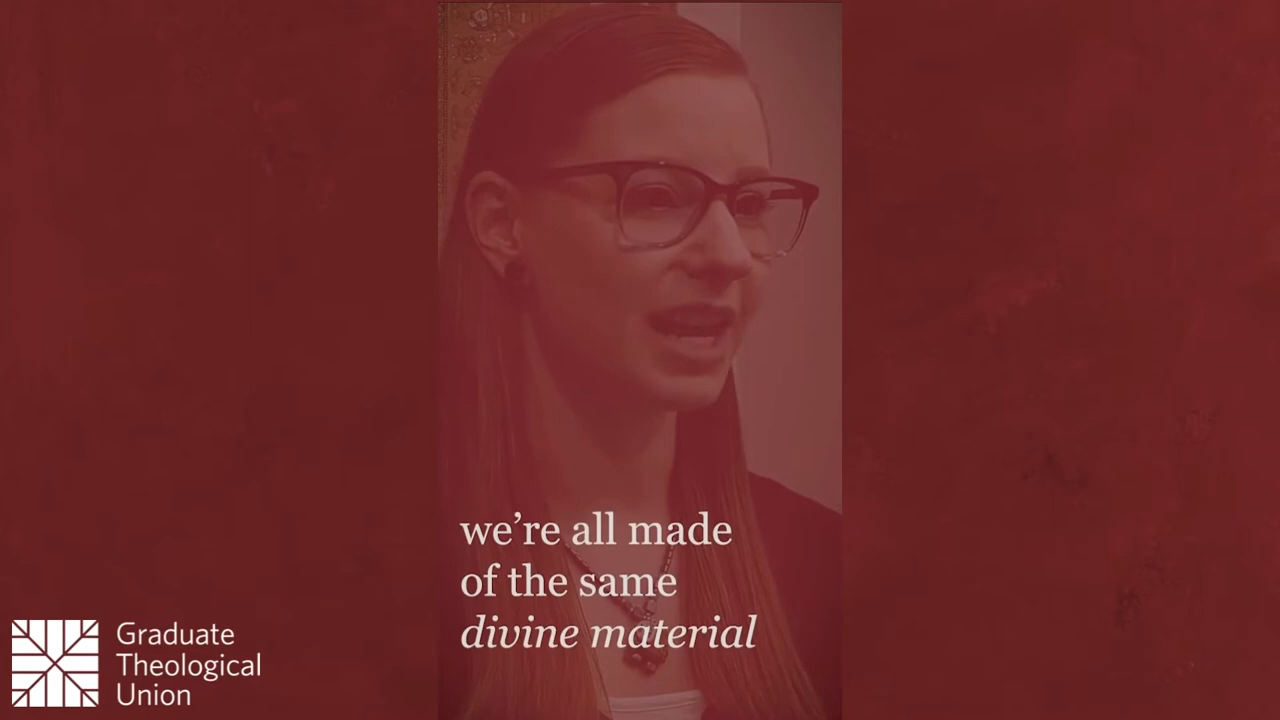 we’re all made
of the same
divine material
Graduate
Theological
Union